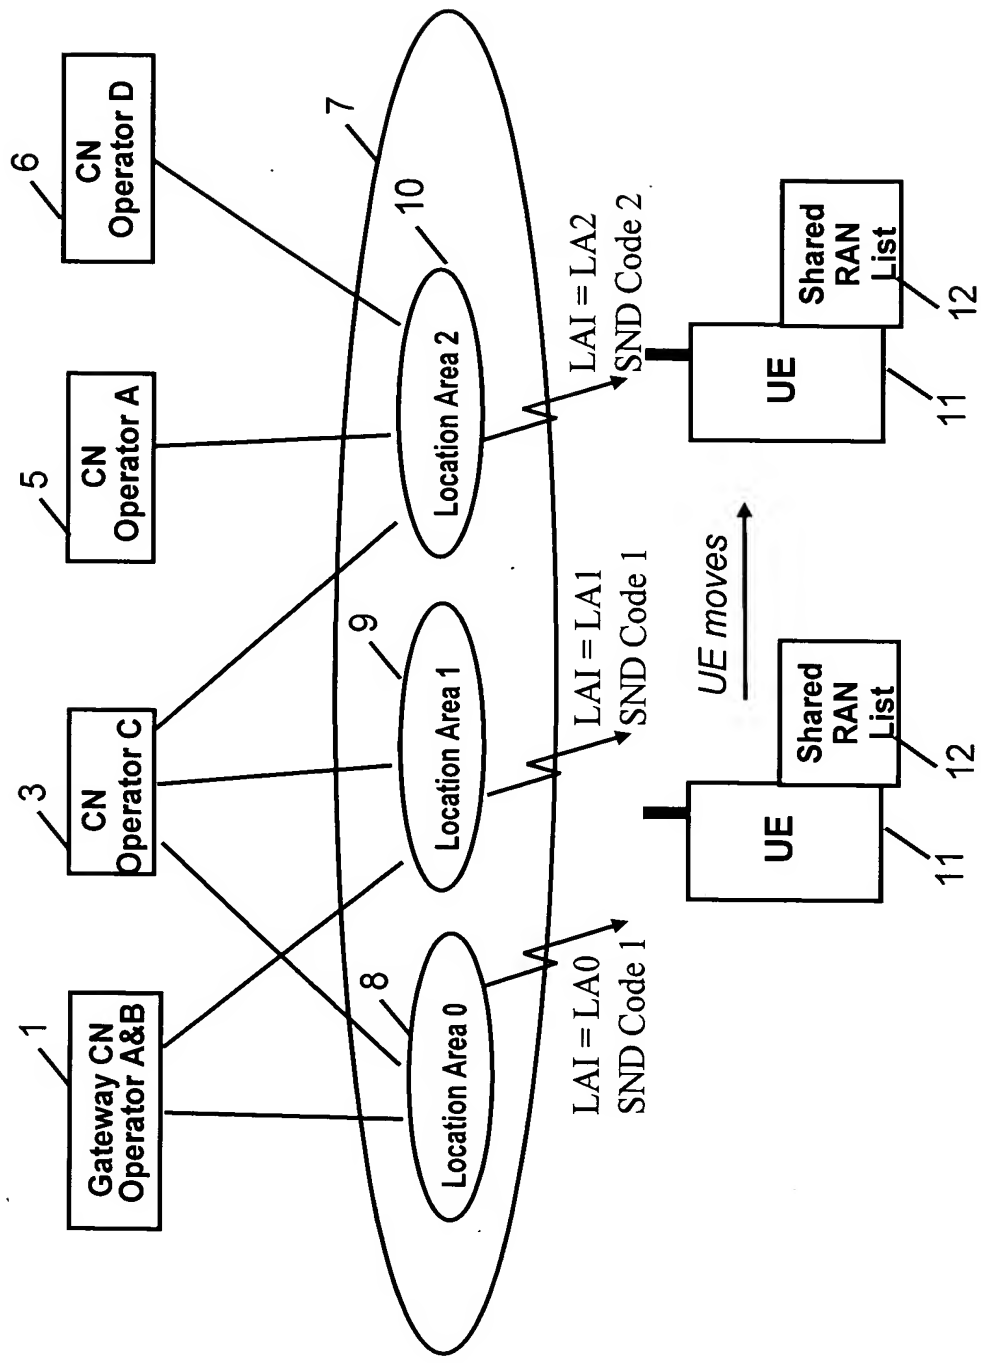 1
Gateway CN
Operator A&B
3
CN
Operator C
5
CN
Operator A
6
CN
Operator D
7
8
Location Area 0
9
Location Area 1
10
Location Area 2
LAI = LA0
SND Code 1
LAI = LA1
SND Code 1
LAI = LA2
SND Code 2
UE moves
UE
Shared
RAN
List
11
12
UE
Shared
RAN
List
11
12